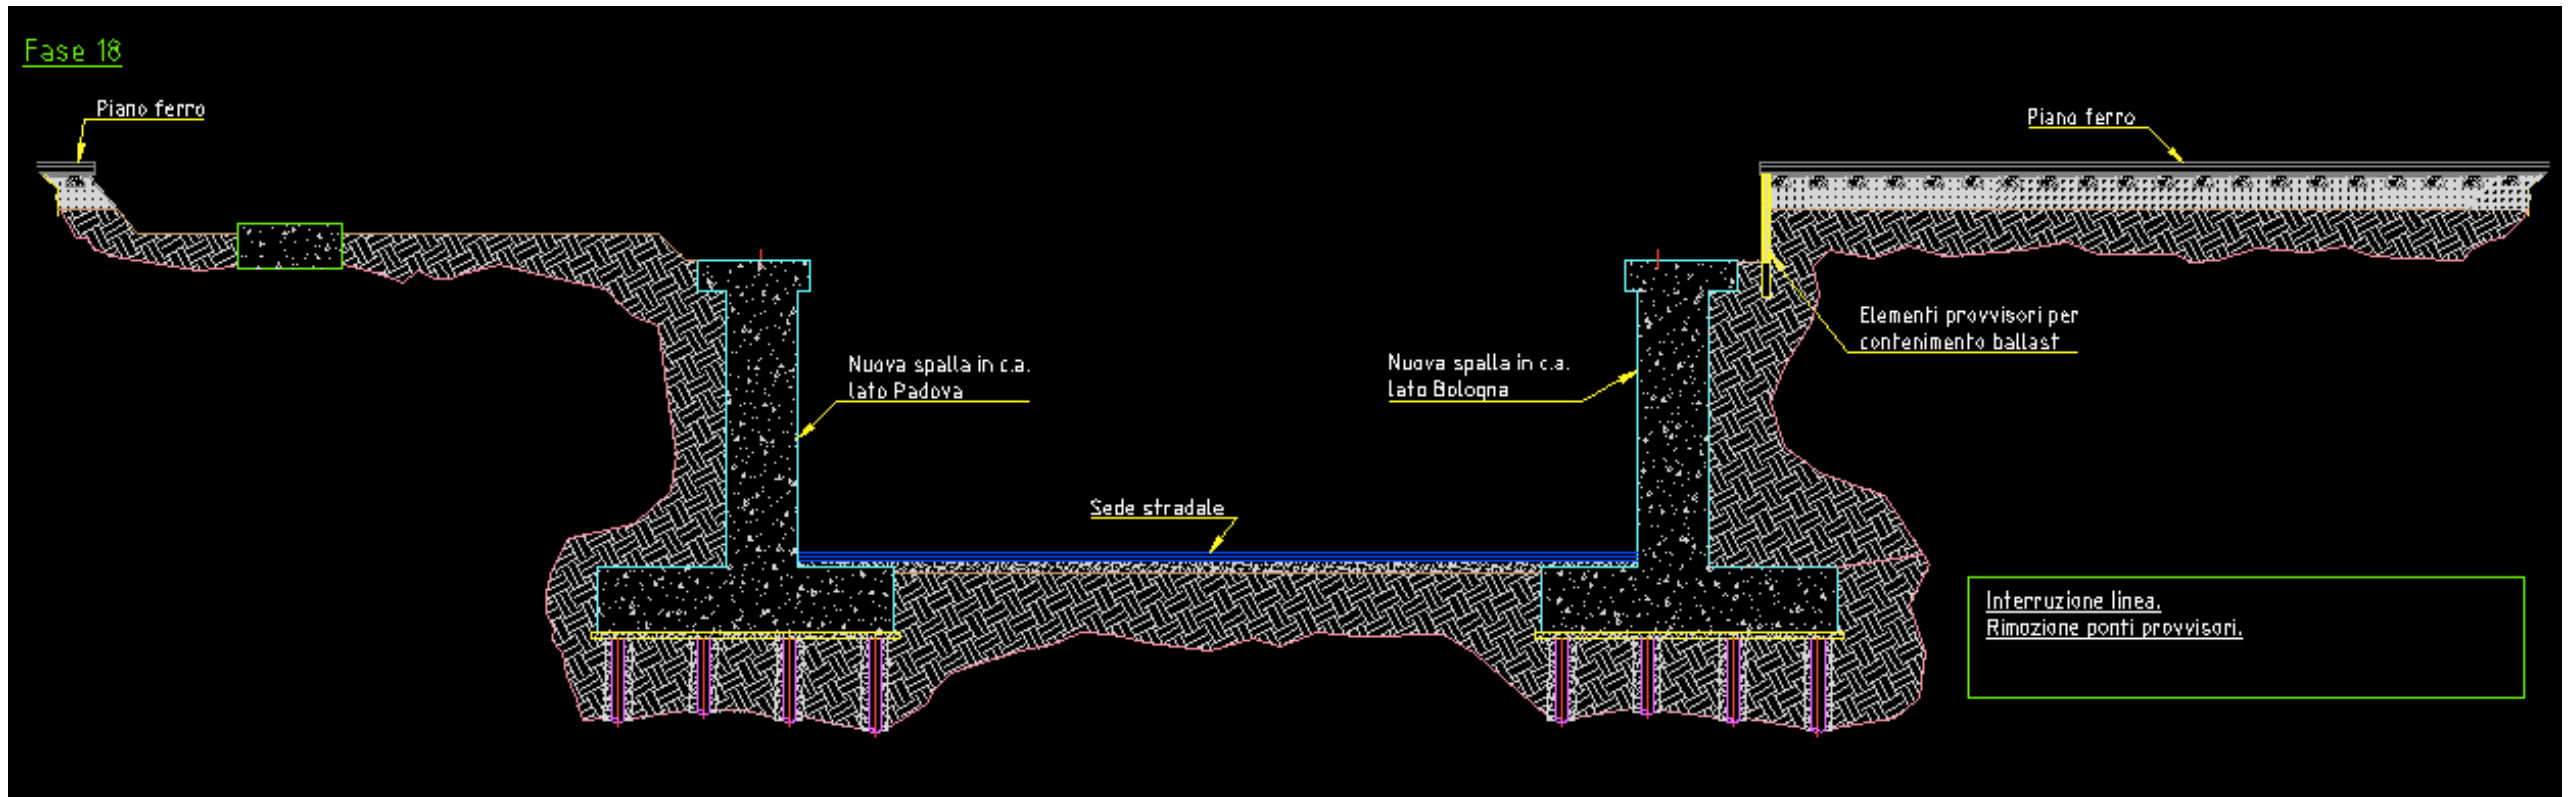 Fase 18
Piano ferro
Piano ferro
Elementi provvisori per
contenimento ballast
Nuova spalla in c.a.
lato Padova
Nuova spalla in c.a.
lato Bologna
Sede stradale
Interruzione linea.
Rimozione ponti provvisori.